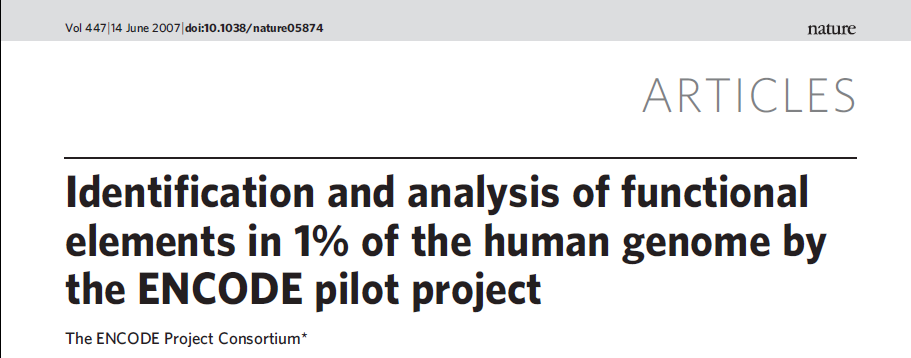 Vol 447|14 June 2007|doi:10.1038/nature05874
nature
ARTICLES
Identification and analysis of functional
elements in 1% of the human genome by
the ENCODE pilot project
The ENCODE Project Consortium*